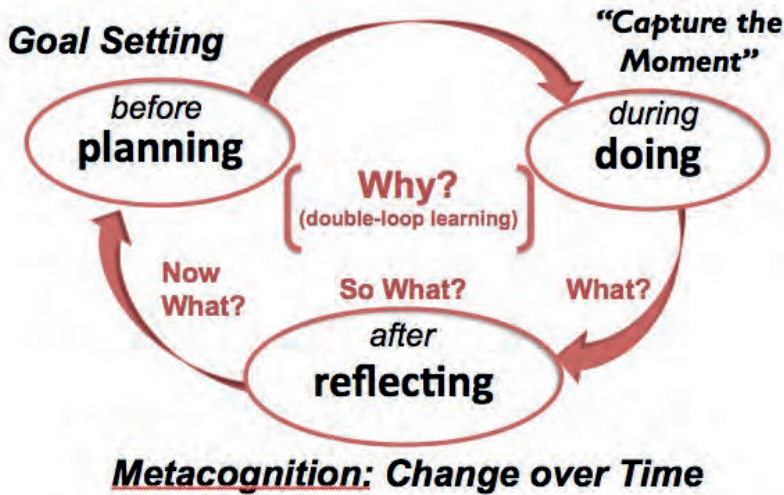 Goal Setting
"Capture the
Moment"
before
planning
during
doing
Why?
(double-loop learning)
Now
What?
So What?
What?
after
reflecting
Metacognition: Change over Time